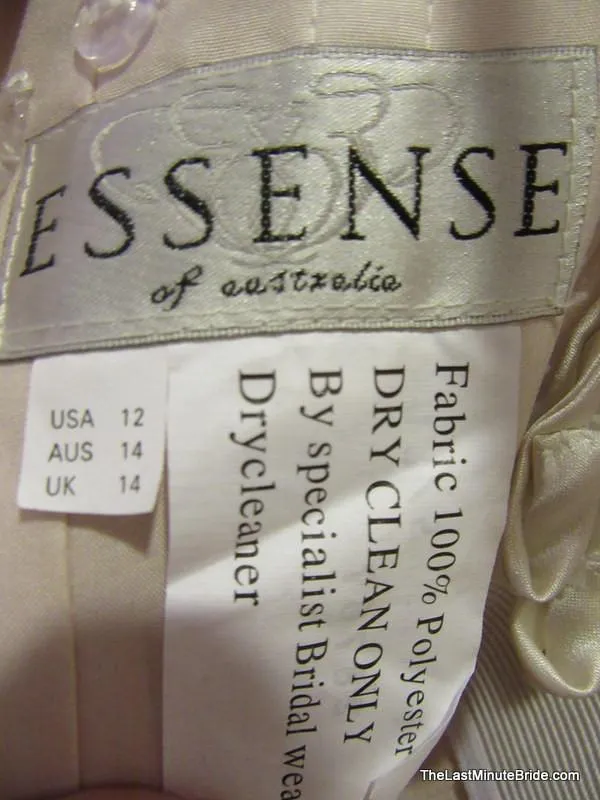 ESSENSE
of australia
USA 12
AUS 14
UK 14
Fabric 100% Polyester
DRY CLEAN ONLY
By specialist Bridal wea
Drycleaner
TheLastMinuteBride.com